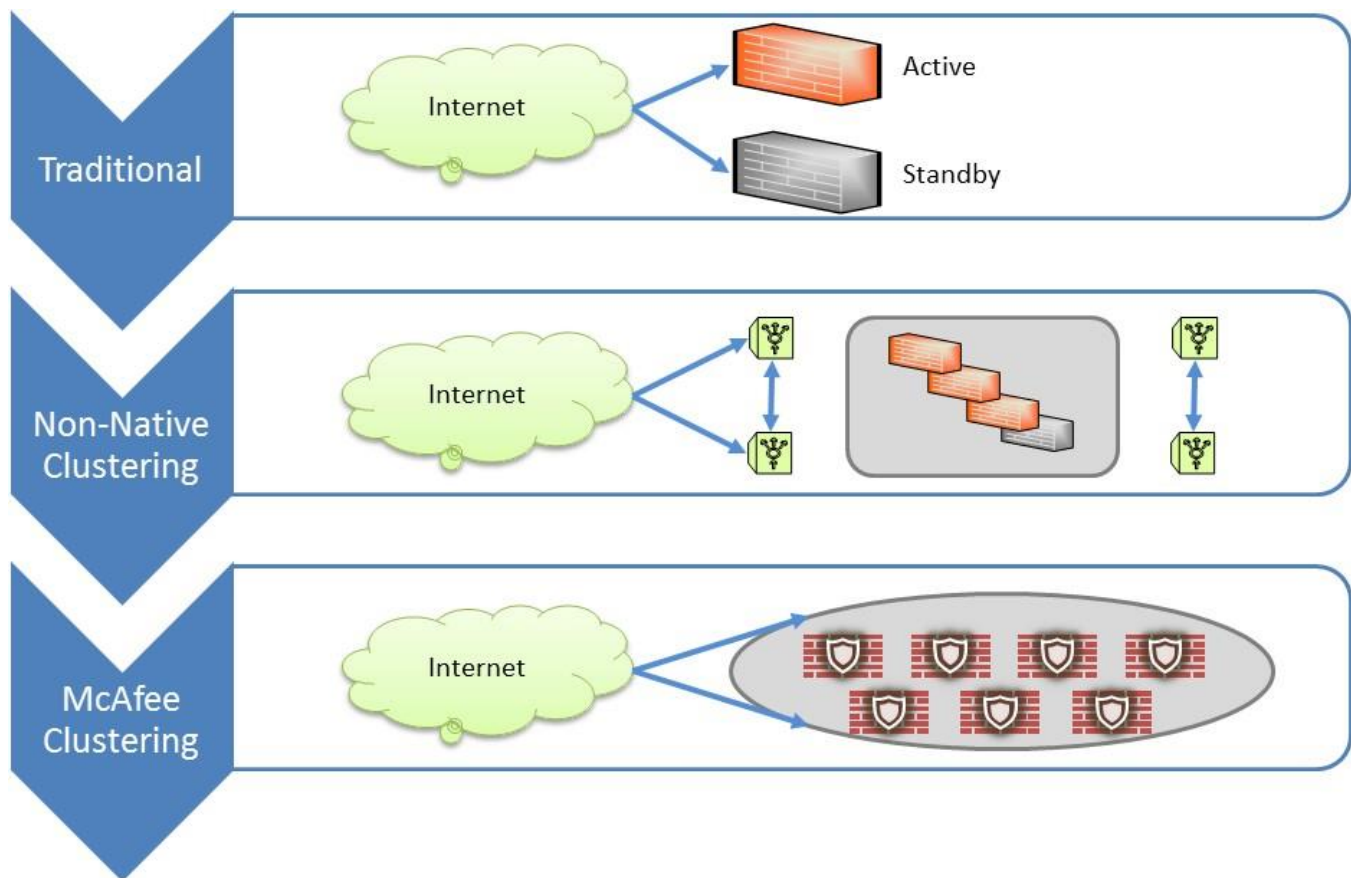 Traditional
Internet
Active
Standby
Non-Native
Clustering
Internet
McAfee
Clustering
Internet